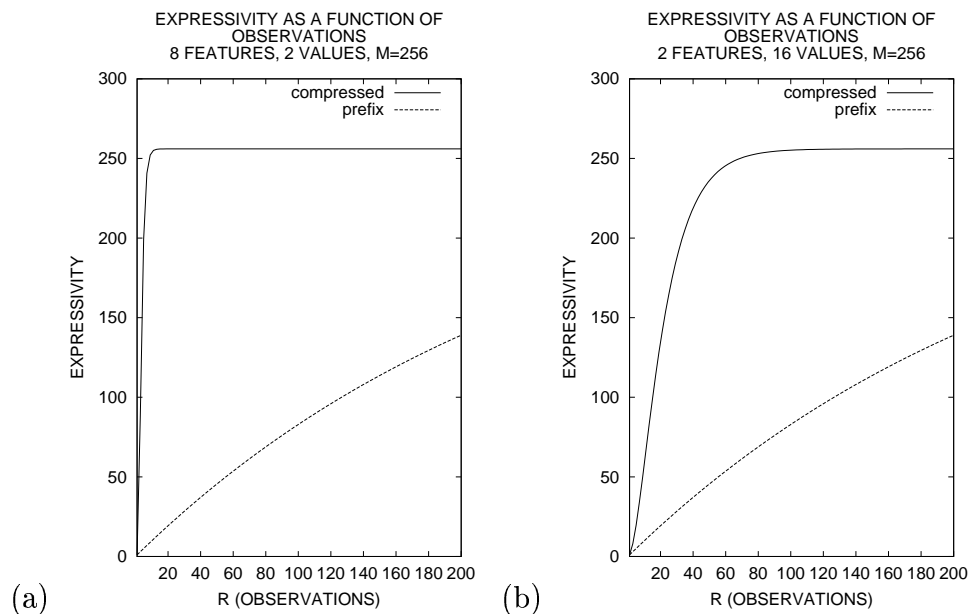 EXPRESSIVITY AS A FUNCTION OF
OBSERVATIONS
8 FEATURES, 2 VALUES, M=256
300
250
200
150
100
50
0
EXPRESSIVITY
compressed
prefix
20 40 60 80 100 120 140 160 180 200
R (OBSERVATIONS)
(a)
EXPRESSIVITY AS A FUNCTION OF
OBSERVATIONS
2 FEATURES, 16 VALUES, M=256
300
250
200
150
100
50
0
EXPRESSIVITY
compressed
prefix
20 40 60 80 100 120 140 160 180 200
R (OBSERVATIONS)
(b)